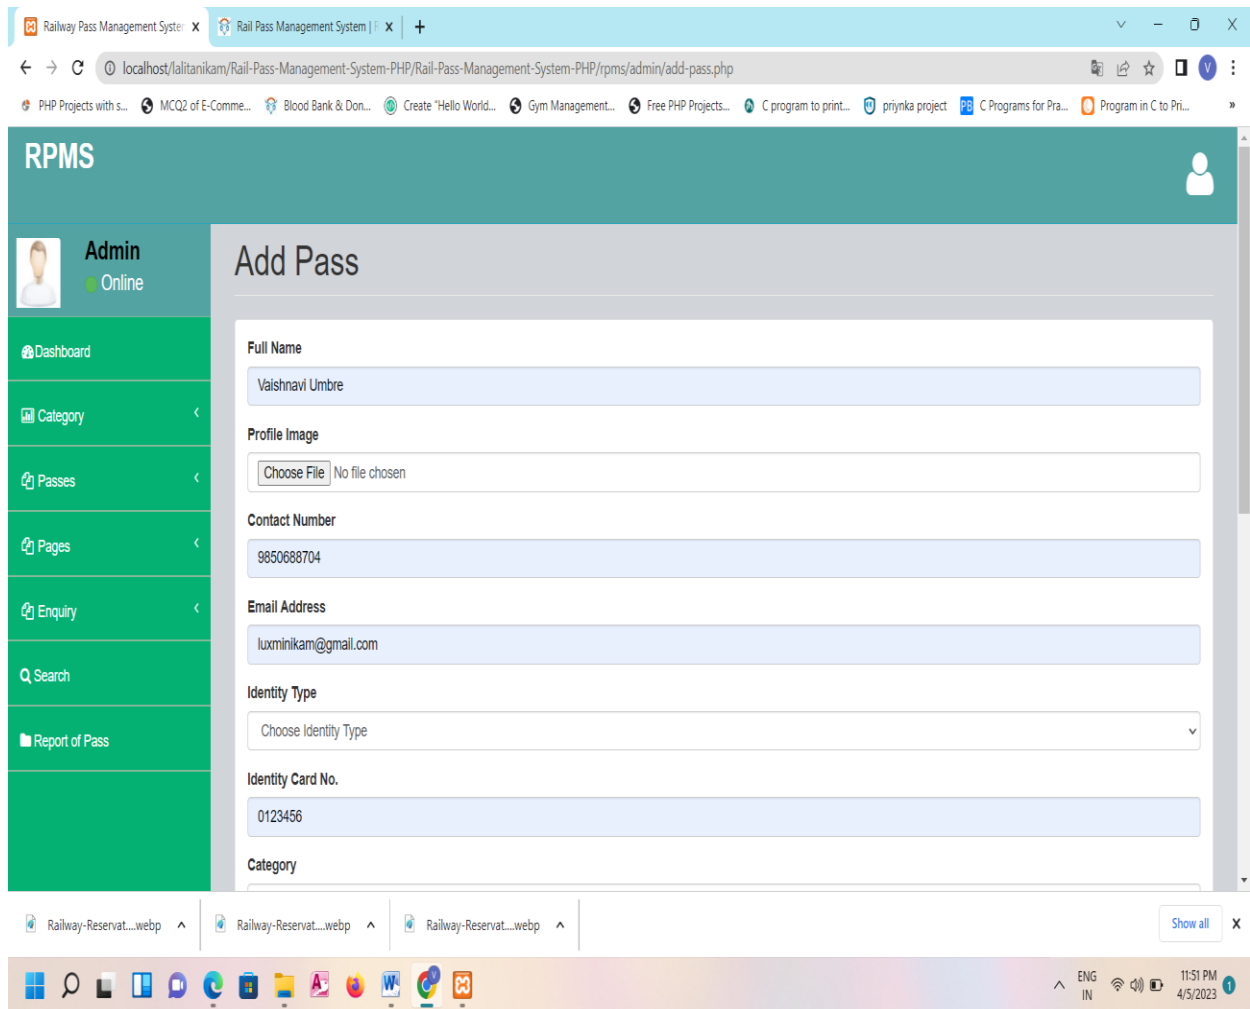 Railway Pass Management Syster
Rail Pass Management System |
localhost/lalitanikam/Rail-Pass-Management-System-PHP/Rail-Pass-Management-System-PHP/rpms/admin/add-pass.php
V
PHP Projects with s...
MCQ2 of E-Comme...
Blood Bank & Don...
Create "Hello World...
Gym Management...
Free PHP Projects...
C program to print...
priynka project
PB C Programs for Pra...
Program in C to Pri...
RPMS
Admin
Online
Dashboard
Category
Passes
Pages
Enquiry
Search
Report of Pass
Add Pass
Full Name
Vaishnavi Umbre
Profile Image
Choose File No file chosen
Contact Number
9850688704
Email Address
luxminikam@gmail.com
Identity Type
Choose Identity Type
Identity Card No.
0123456
Category
Railway-Reservat....webp
Railway-Reservat....webp
Railway-Reservat....webp
Show all
ENG
IN
11:51 PM
4/5/2023
1